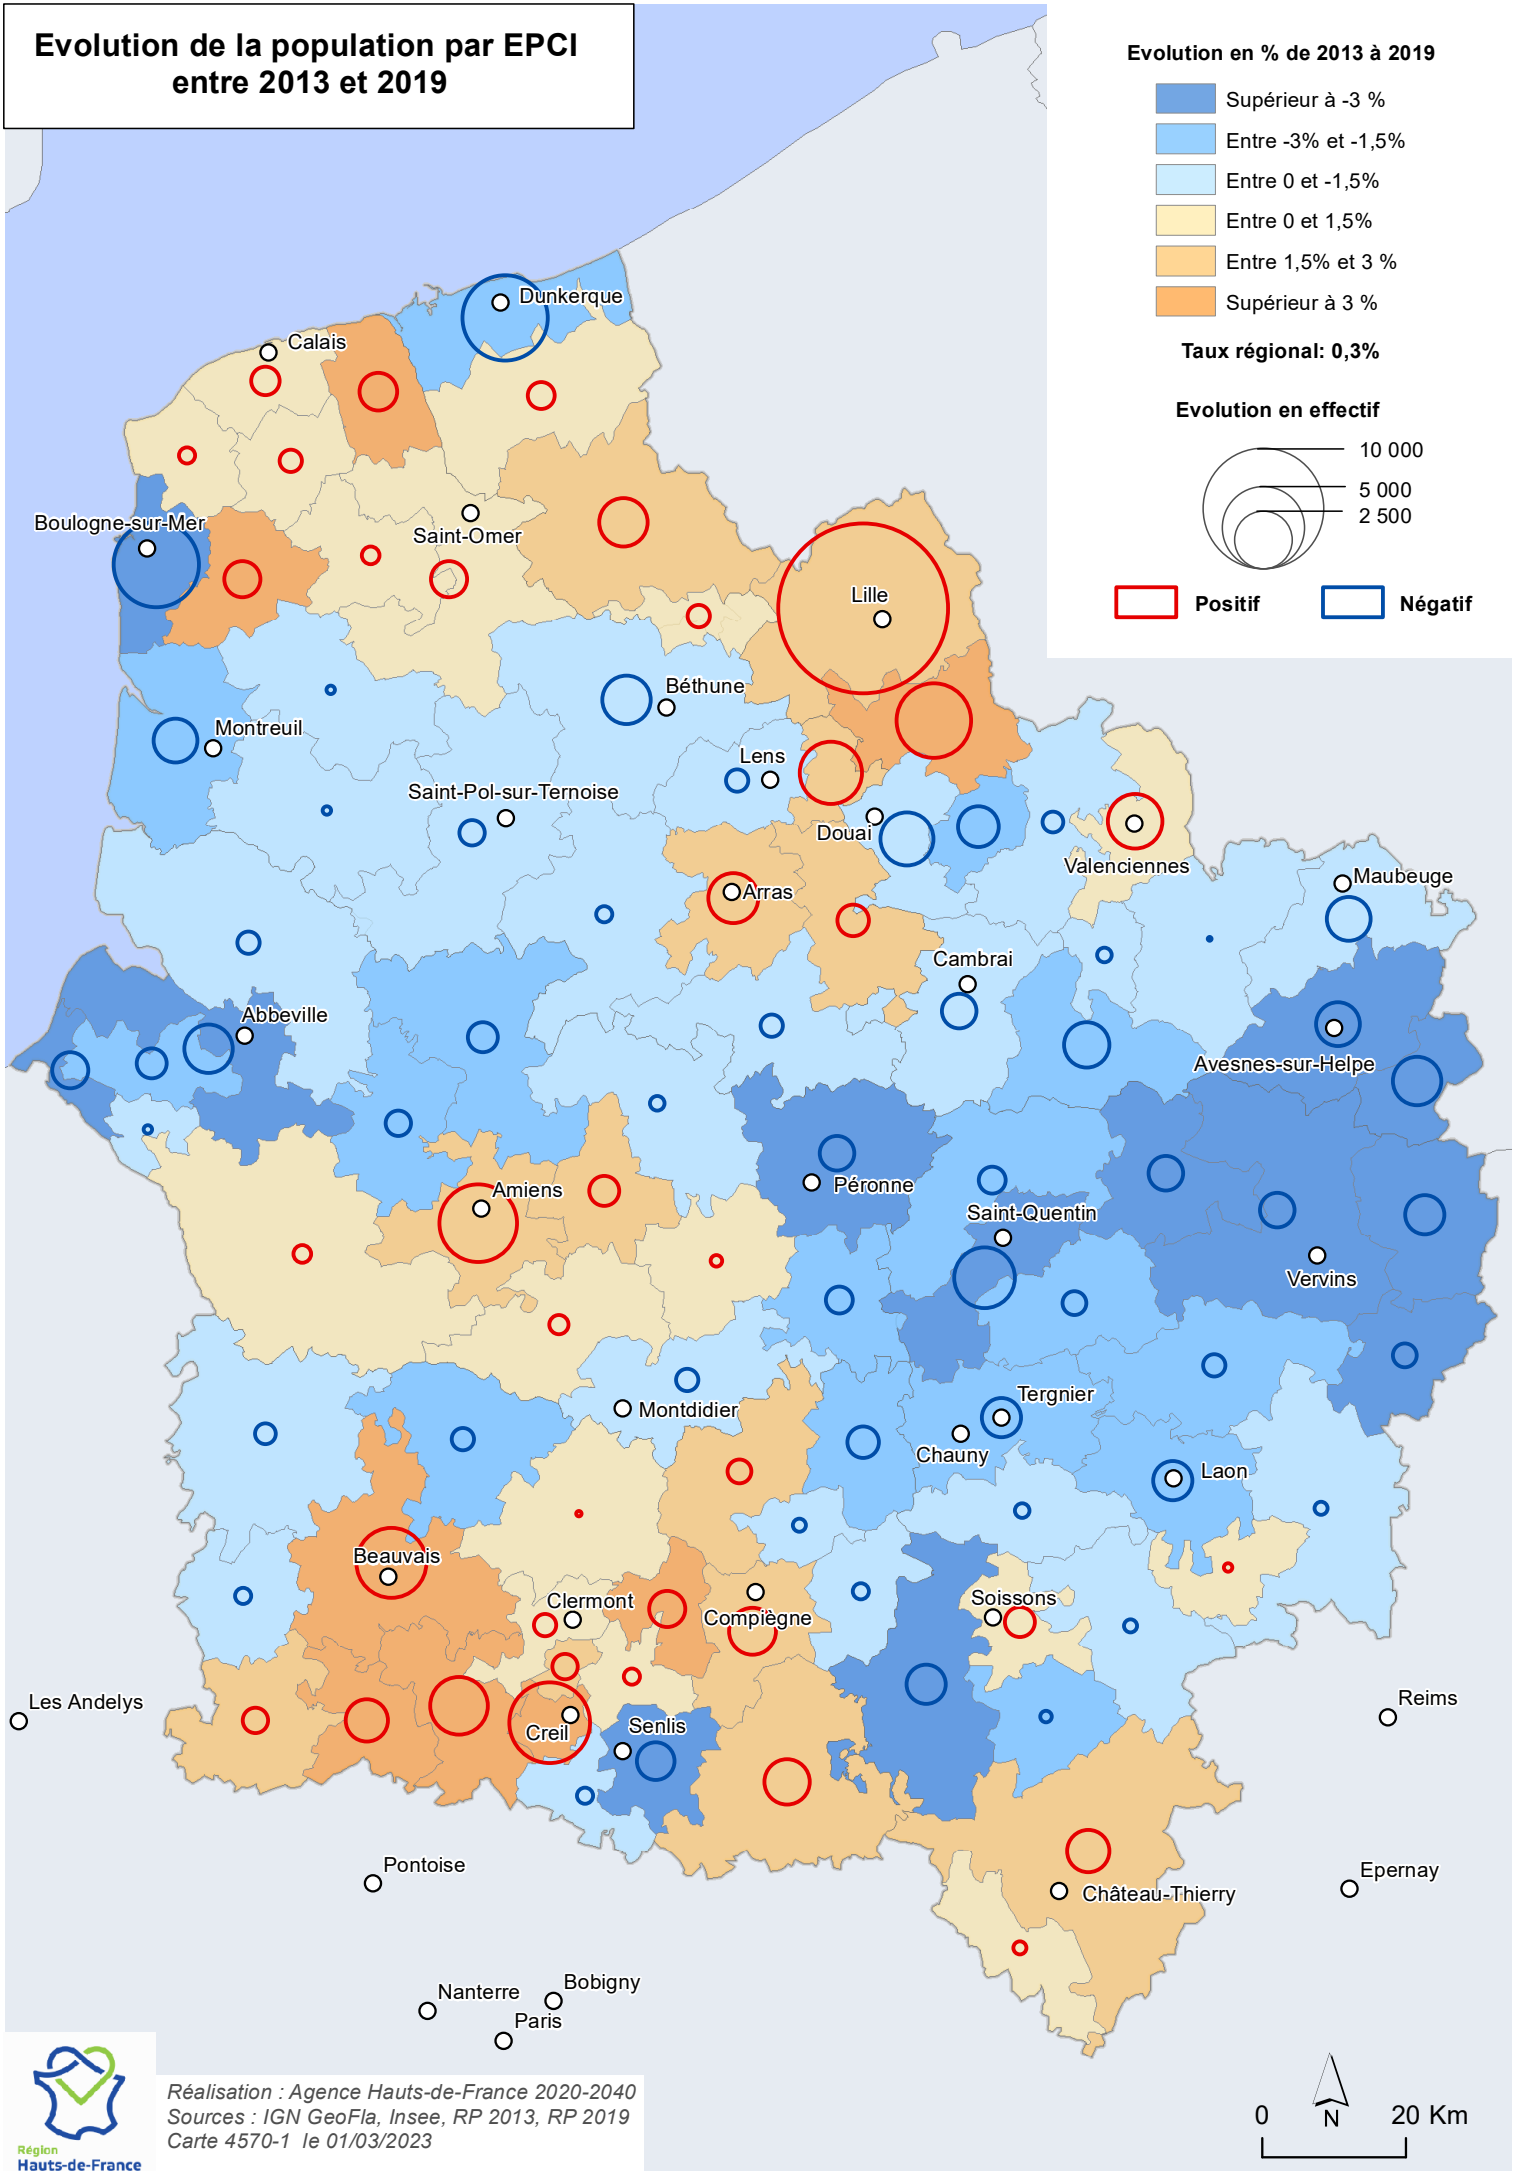 Evolution de la population par EPCI
entre 2013 et 2019
Evolution en % de 2013 à 2019
Supérieur à -3 %
Entre -3% et -1,5%
Entre 0 et -1,5%
Entre 0 et 1,5%
Entre 1,5% et 3 %
Supérieur à 3 %
Taux régional: 0,3%
Evolution en effectif
10 000
5 000
2 500
Positif
Négatif
Dunkerque
Calais
Boulogne-sur-Mer
Saint-Omer
Lille
Béthune
Montreuil
Lens
Saint-Pol-sur-Ternoise
Douai
Valenciennes
Maubeuge
Arras
Cambrai
Abbeville
Avesnes-sur-Helpe
Péronne
Amiens
Saint-Quentin
Vervins
Montdidier
Tergnier
Chauny
Laon
Beauvais
Clermont
Compiègne
Soissons
Les Andelys
Creil
Senlis
Reims
Pontoise
Château-Thierry
Epernay
Nanterre
Bobigny
Paris
Région
Hauts-de-France
Réalisation : Agence Hauts-de-France 2020-2040
Sources : IGN GeoFla, Insee, RP 2013, RP 2019
Carte 4570-1 le 01/03/2023
N
0
20 Km